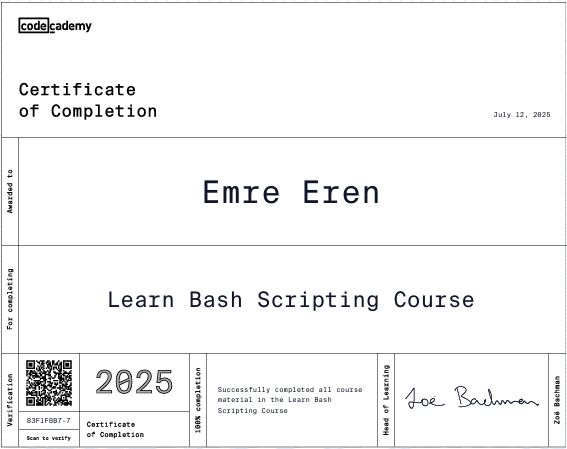 codecademy
Certificate
of Completion
July 12, 2025
Awarded to
Emre Eren
For completing
Learn Bash Scripting Course
Verification
83F1F8B7-7
Scan to verify
2025
Certificate
of Completion
100% completion
Successfully completed all course
material in the Learn Bash
Scripting Course
Head of Learning
Zoë Bachman
Zoë Bachman